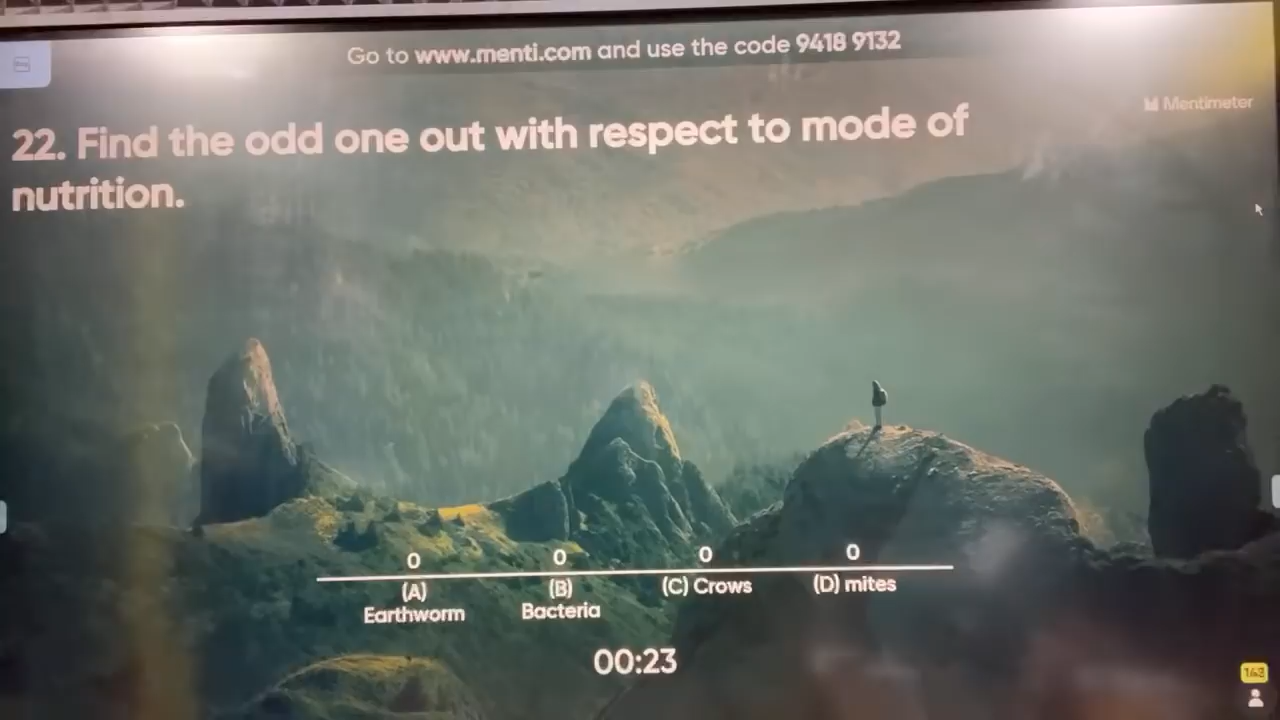 Go to www.menti.com and use the code 9418 9132
Mentimeter
22. Find the odd one out with respect to mode of
nutrition.
0
0
0
0
(A)
Earthworm
(B)
Bacteria
(C) Crows
(D) mites
00:23